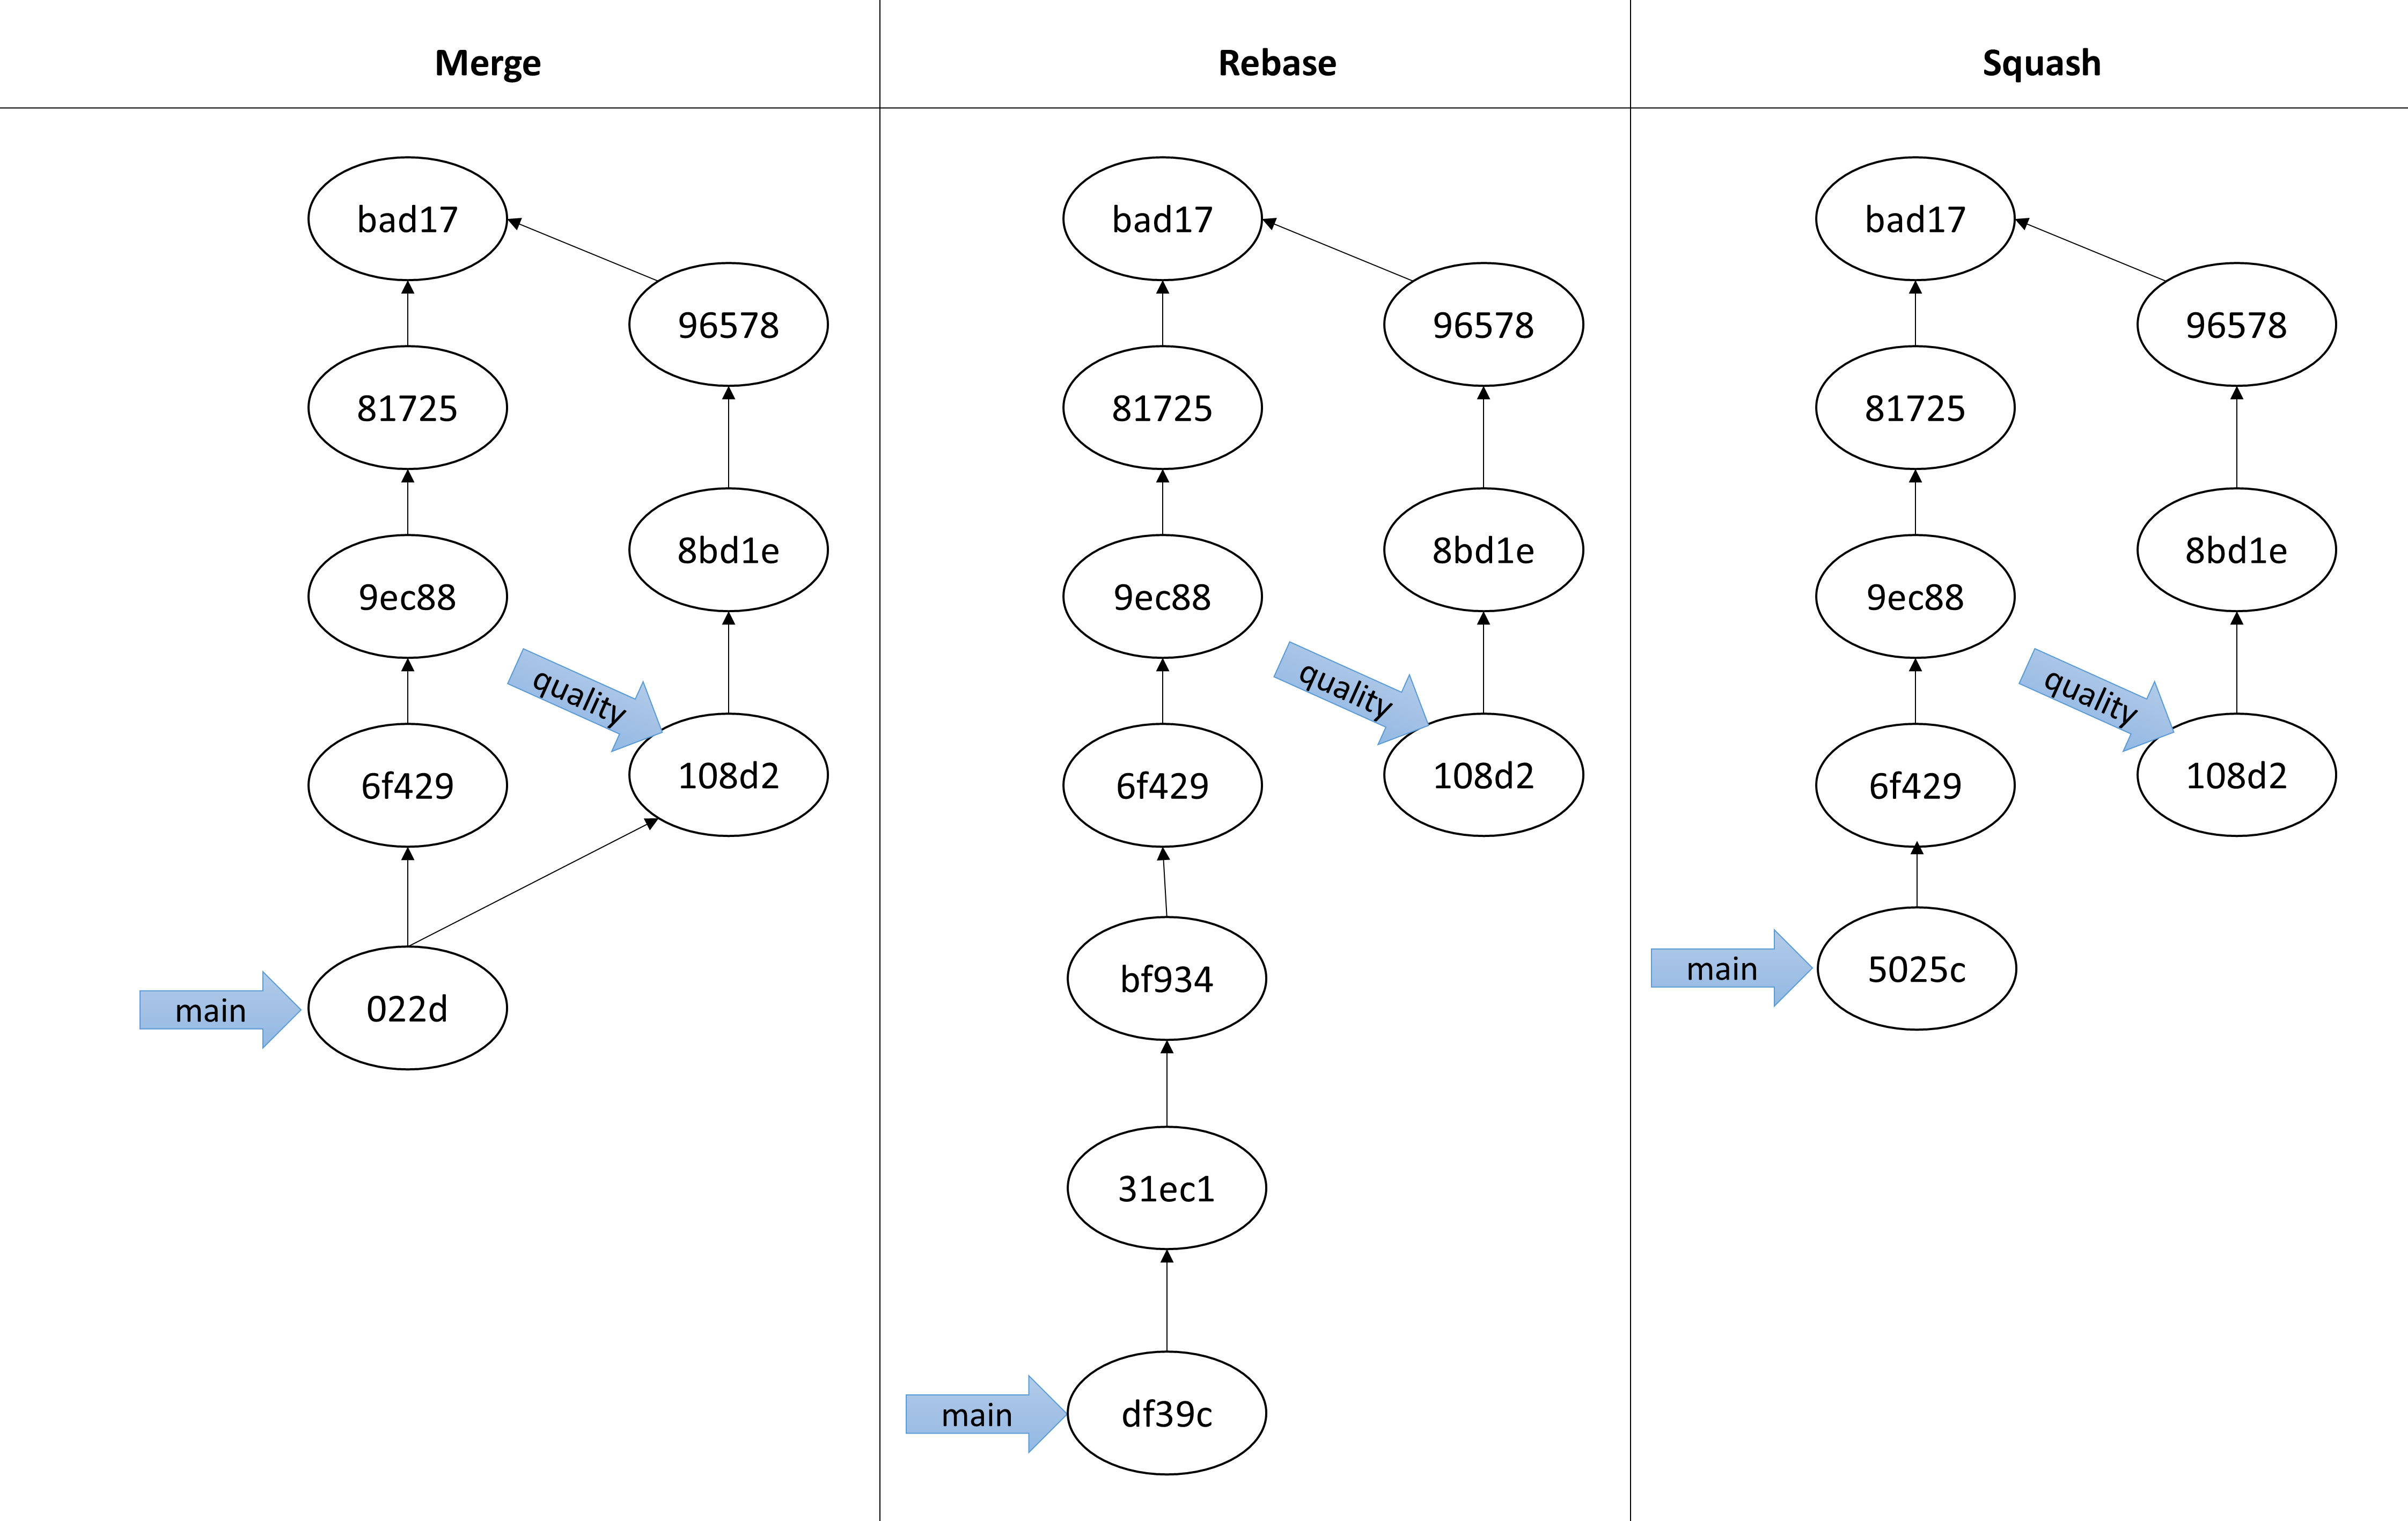 Merge
Rebase
Squash
bad17
96578
81725
8bd1e
9ec88
quality
108d2
6f429
main
022d
bad17
96578
81725
8bd1e
9ec88
quality
108d2
6f429
bf934
31ec1
main
df39c
bad17
96578
81725
8bd1e
9ec88
quality
108d2
6f429
main
5025c